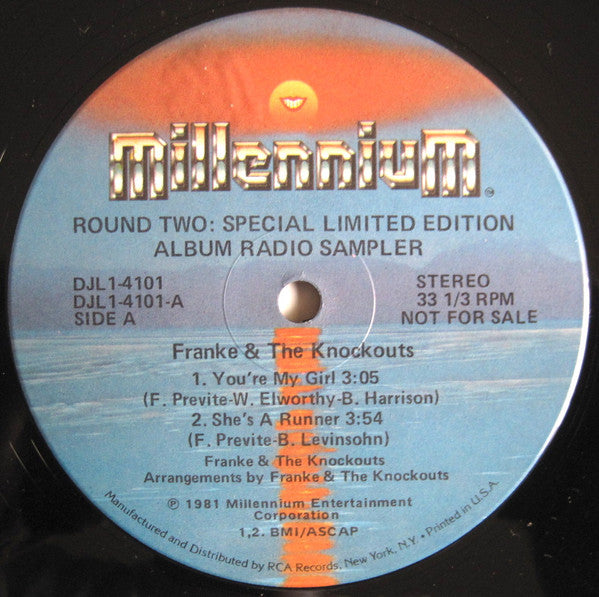 MillenniuM
ROUND TWO: SPECIAL LIMITED EDITION
ALBUM RADIO SAMPLER
DJL1-4101
DJL1-4101-A
SIDE A
STEREO
33 1/3 RPM
NOT FOR SALE
Franke & The Knockouts
1. You're My Girl 3:05
(F. Previte-W. Elworthy-B. Harrison)
2. She's A Runner 3:54
(F. Previte-B. Levinsohn)
Franke & The Knockouts
Arrangements by Franke & The Knockouts
℗ 1981 Millennium Entertainment
Corporation
1,2. BMI/ASCAP
Manufactured and Distributed by RCA Records, New York, N.Y. • Printed in U.S.A.